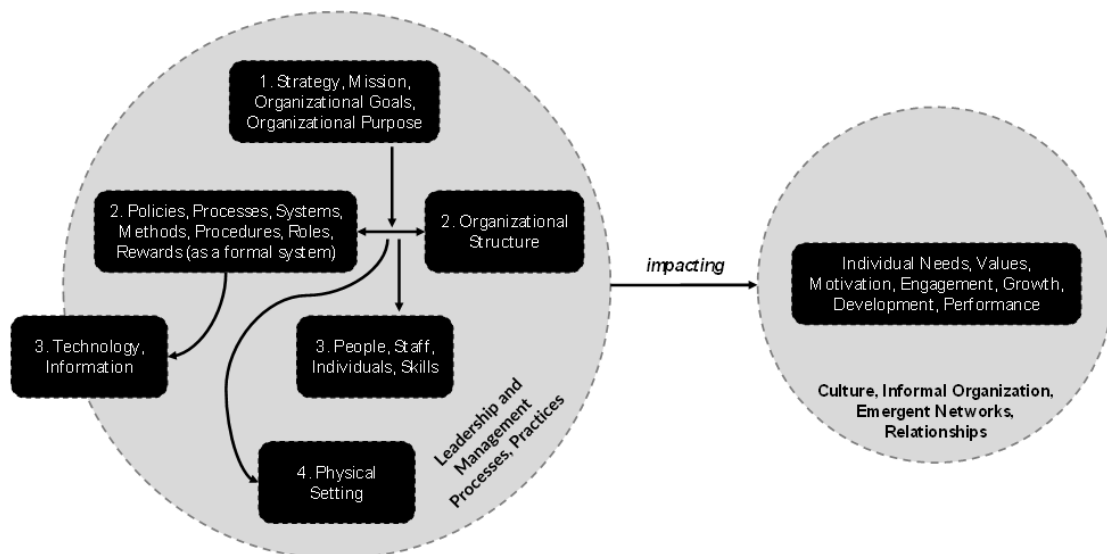 1. Strategy, Mission,
Organizational Goals,
Organizational Purpose
2. Policies, Processes, Systems,
Methods, Procedures, Roles,
Rewards (as a formal system)
2. Organizational
Structure
3. Technology,
Information
3. People, Staff,
Individuals, Skills
4. Physical
Setting
Leadership and
Management
Processes, Practices
impacting
Individual Needs, Values,
Motivation, Engagement, Growth,
Development, Performance
Culture, Informal Organization,
Emergent Networks,
Relationships